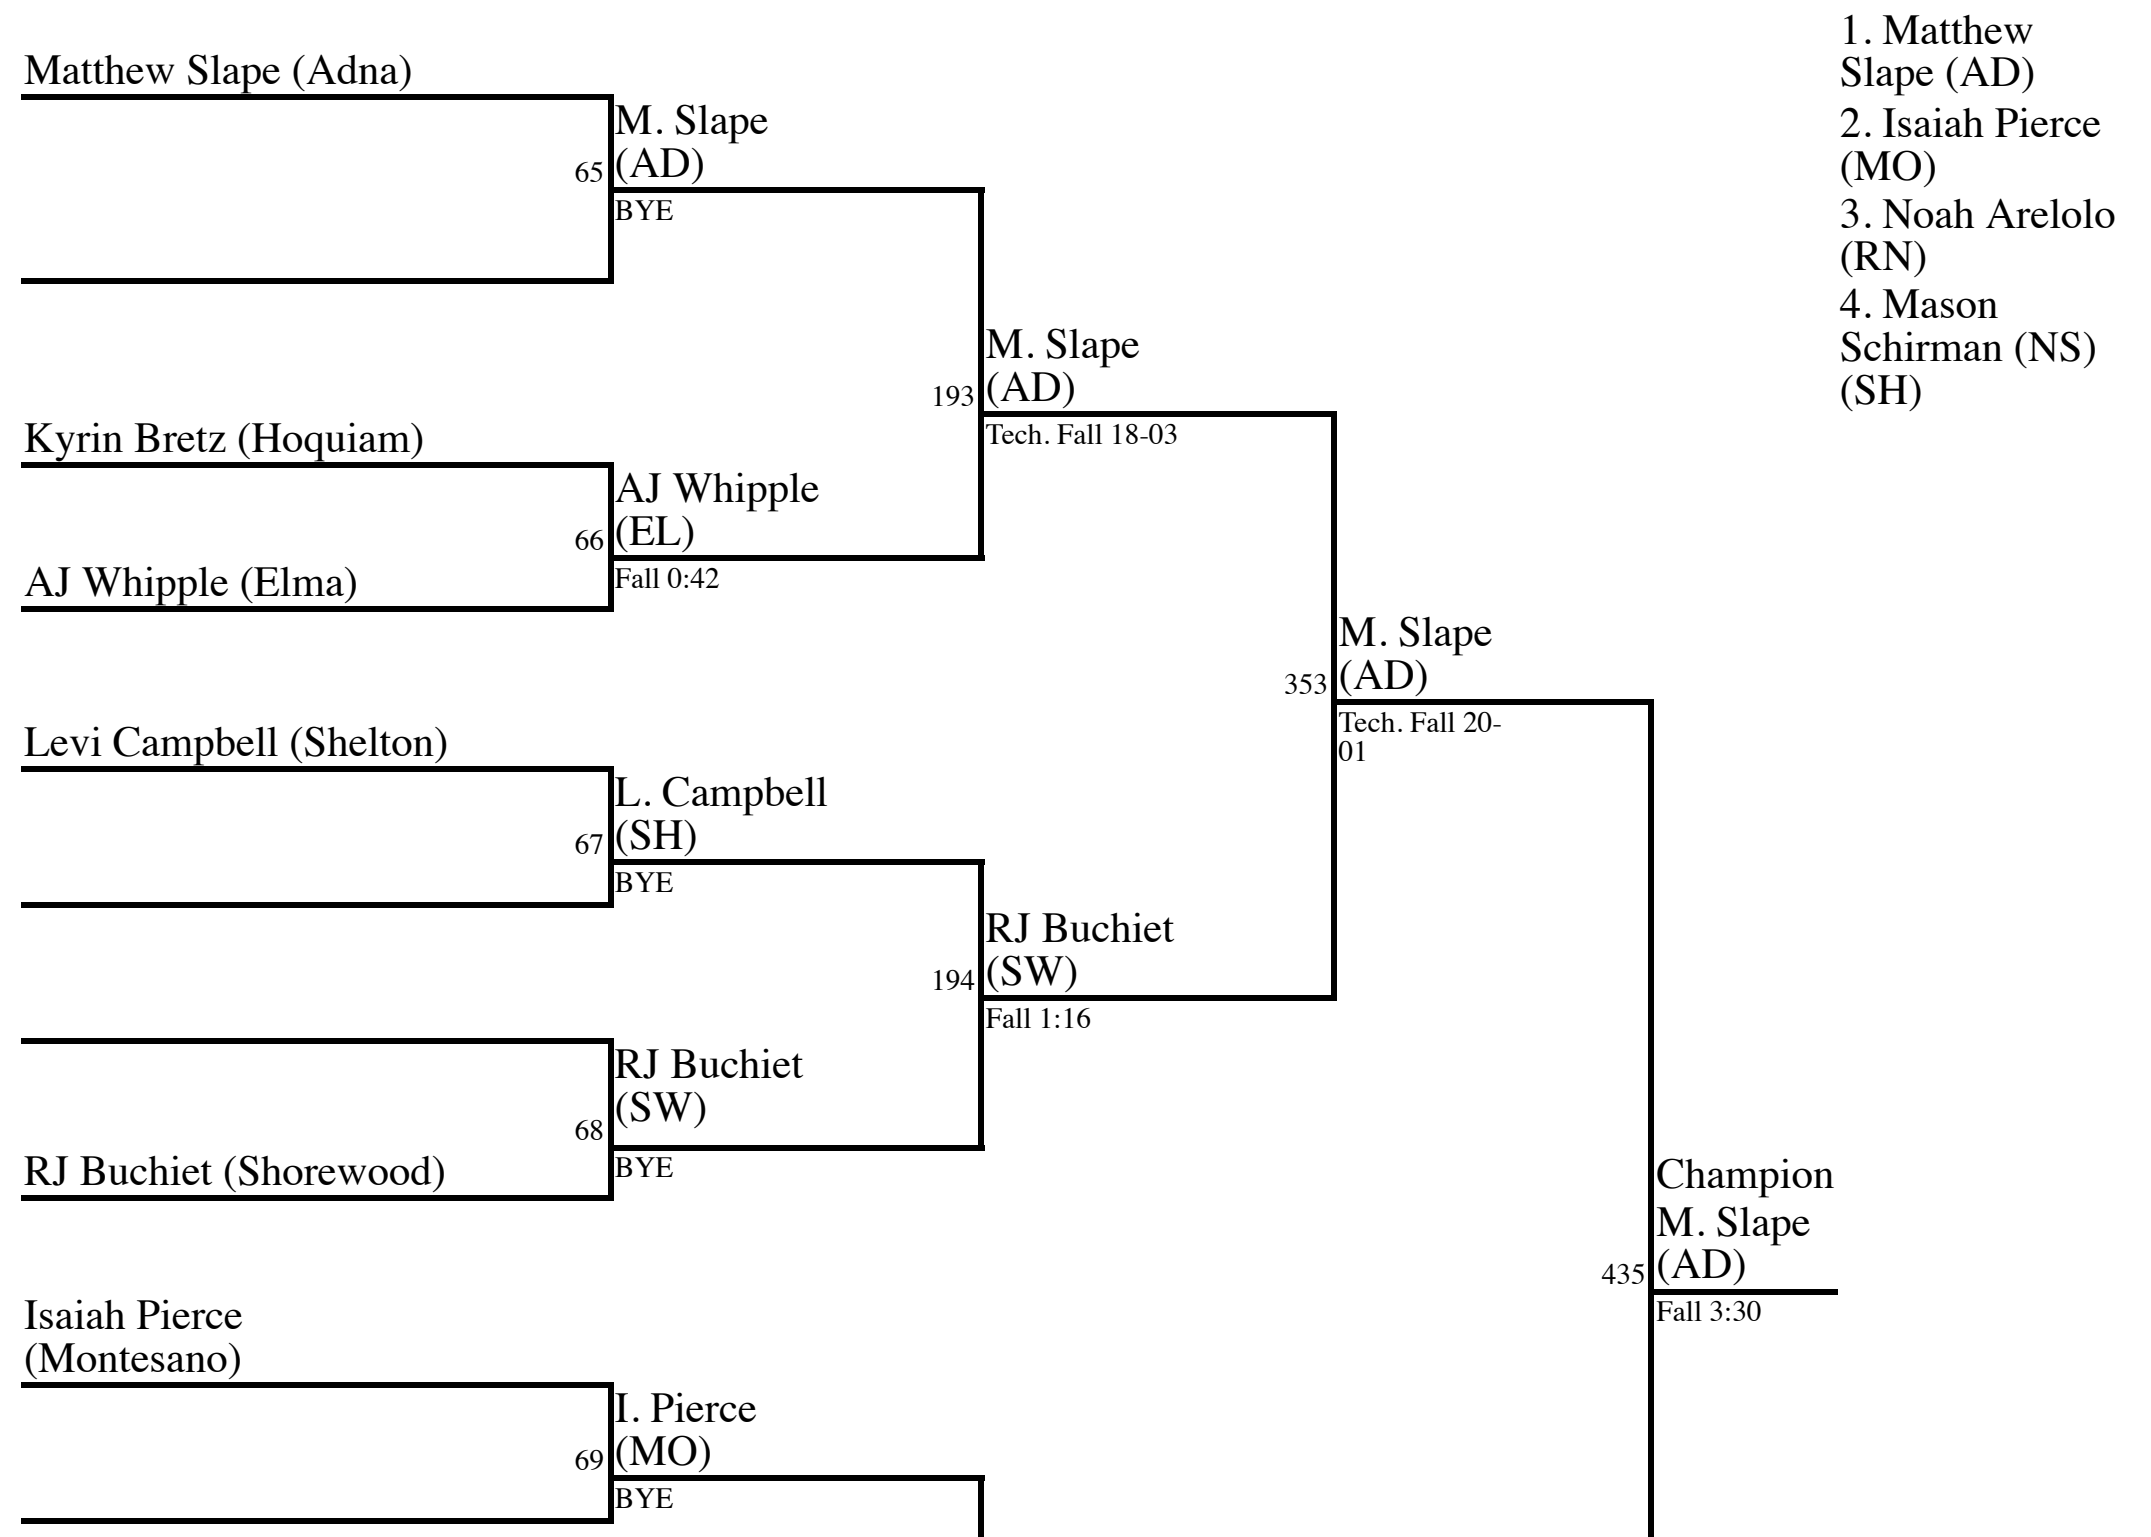 1. Matthew
Slape (AD)
2. Isaiah Pierce
(MO)
3. Noah Arelolo
(RN)
4. Mason
Schirman (NS)
(SH)
Matthew Slape (Adna)
65
M. Slape
(AD)
BYE
Kyrin Bretz (Hoquiam)
AJ Whipple (Elma)
66
AJ Whipple
(EL)
Fall 0:42
193
M. Slape
(AD)
Tech. Fall 18-03
Levi Campbell (Shelton)
67
L. Campbell
(SH)
BYE
RJ Buchiet (Shorewood)
68
RJ Buchiet
(SW)
BYE
194
RJ Buchiet
(SW)
Fall 1:16
353
M. Slape
(AD)
Tech. Fall 20-
01
Isaiah Pierce
(Montesano)
69
I. Pierce
(MO)
BYE
435
Champion
M. Slape
(AD)
Fall 3:30